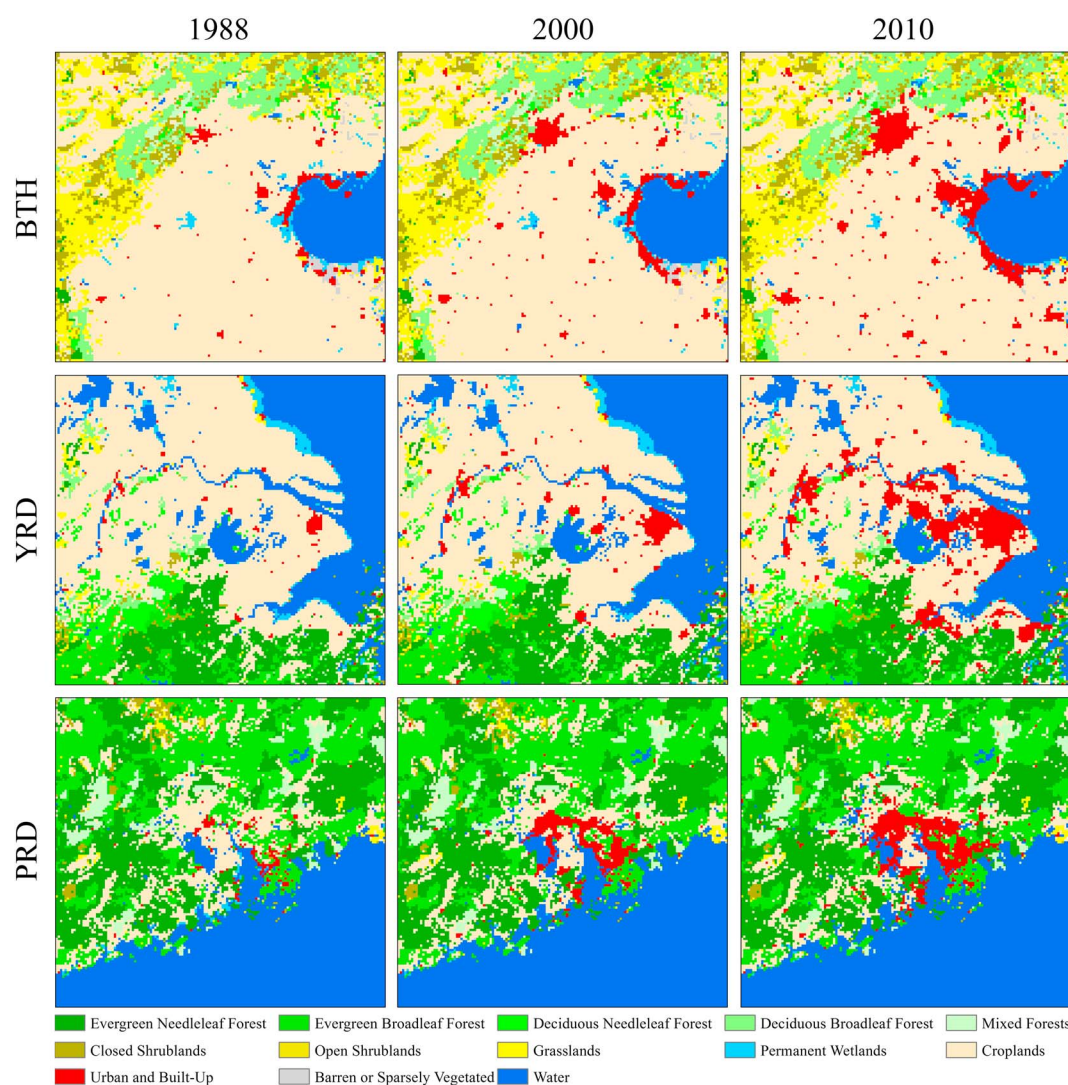 1988 2000 2010
BTH
YRD
PRD
Evergreen Needleleaf Forest Evergreen Broadleaf Forest Deciduous Needleleaf Forest Deciduous Broadleaf Forest Mixed Forests
Closed Shrublands Open Shrublands Grasslands Permanent Wetlands Croplands
Urban and Built-Up Barren or Sparsely Vegetated Water